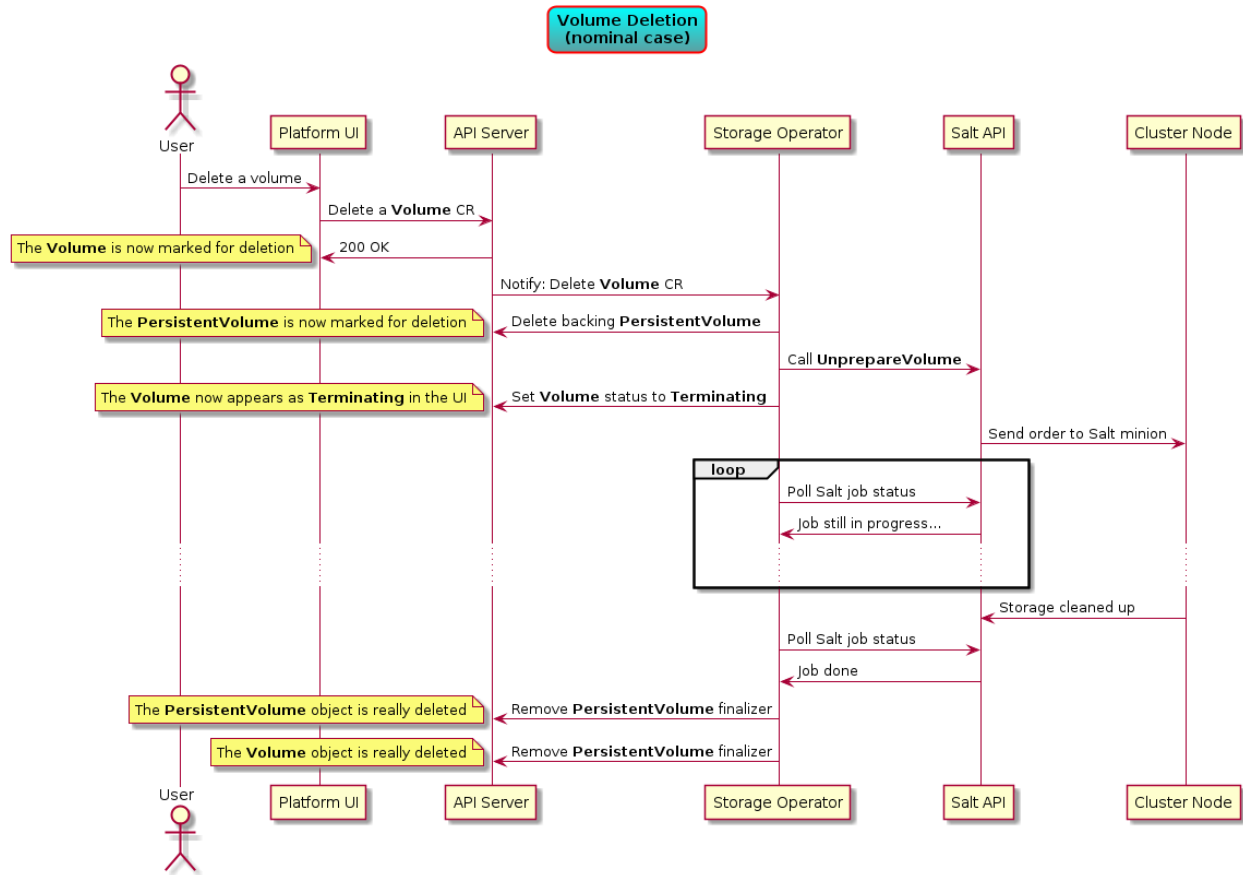 Volume Deletion
(nominal case)
User
Platform UI
API Server
Storage Operator
Salt API
Cluster Node
Delete a volume
Delete a Volume CR
The Volume is now marked for deletion
200 OK
Notify: Delete Volume CR
The PersistentVolume is now marked for deletion
Delete backing PersistentVolume
Call UnprepareVolume
The Volume now appears as Terminating in the UI
Set Volume status to Terminating
Send order to Salt minion
loop
Poll Salt job status
Job still in progress...
Storage cleaned up
Poll Salt job status
Job done
The PersistentVolume object is really deleted
Remove PersistentVolume finalizer
The Volume object is really deleted
Remove PersistentVolume finalizer
User
Platform UI
API Server
Storage Operator
Salt API
Cluster Node